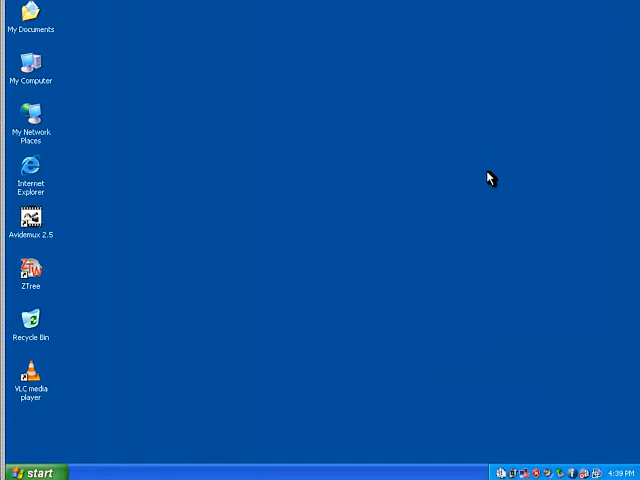 My Documents
My Computer
My Network
Places
Internet
Explorer
Avidemux 2.5
ZTW
ZTree
Recycle Bin
VLC media
player
start
4:39 PM